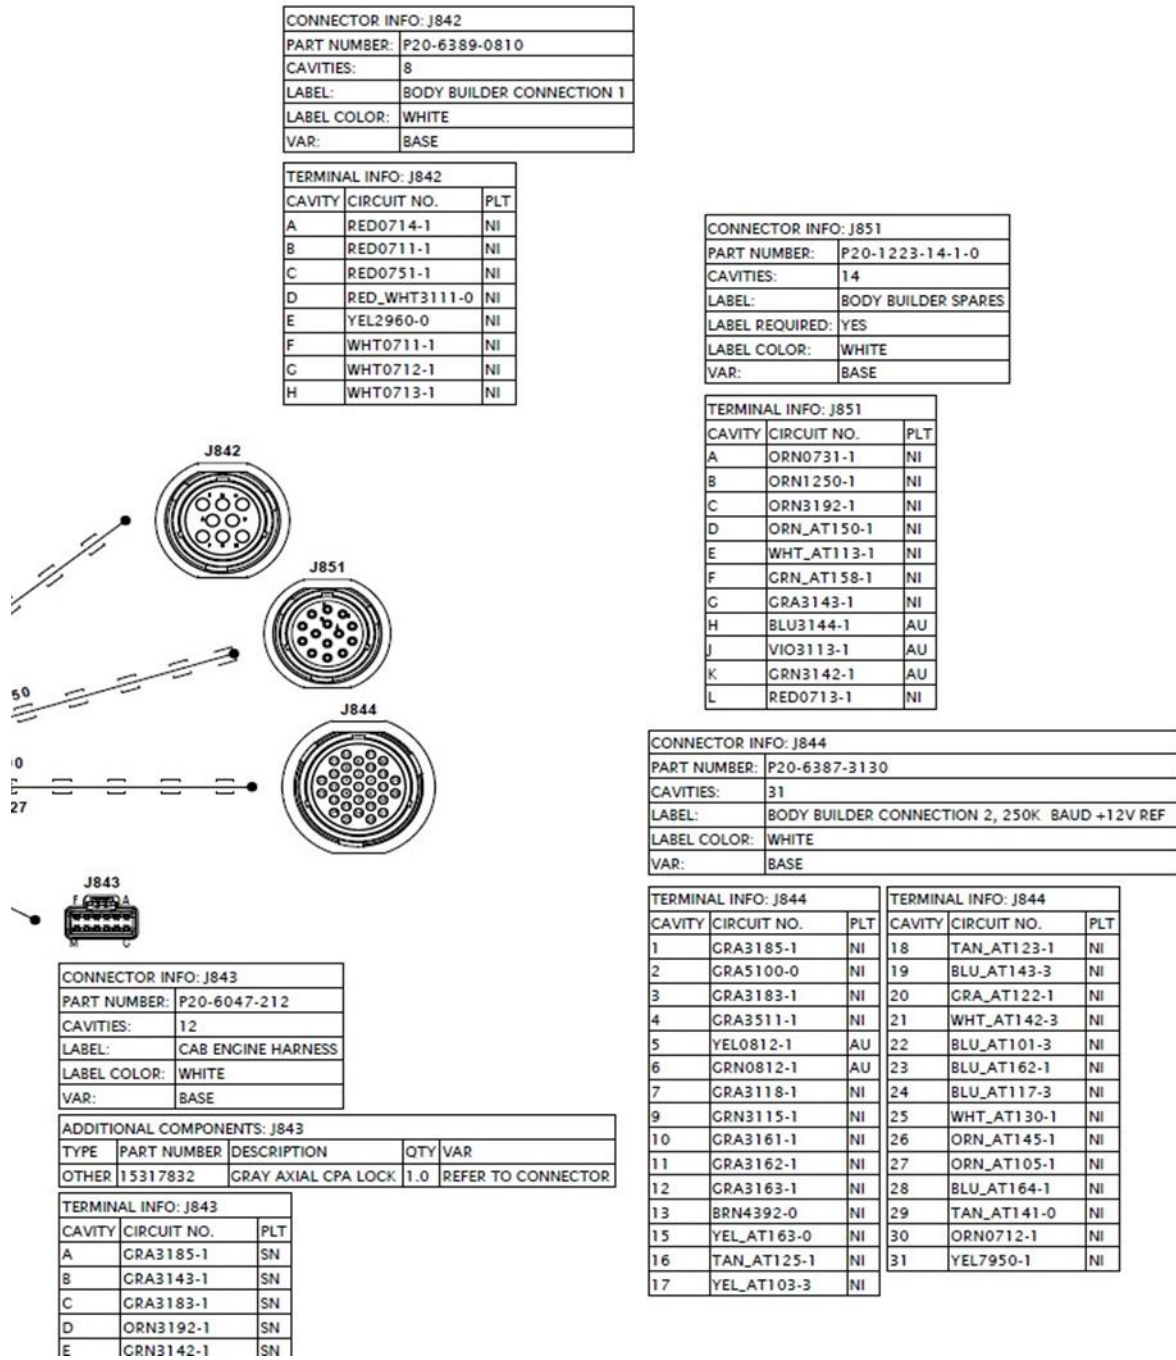 CONNECTOR INFO: J842
PART NUMBER: P20-6389-0810
CAVITIES: 8
LABEL: BODY BUILDER CONNECTION 1
LABEL COLOR: WHITE
VAR: BASE
TERMINAL INFO: J842
CAVITY CIRCUIT NO. PLT
A RED0714-1 NI
B RED0711-1 NI
C RED0751-1 NI
D RED_WHT3111-0 NI
E YEL2960-0 NI
F WHT0711-1 NI
G WHT0712-1 NI
H WHT0713-1 NI
CONNECTOR INFO: J851
PART NUMBER: P20-1223-14-1-0
CAVITIES: 14
LABEL: BODY BUILDER SPARES
LABEL REQUIRED: YES
LABEL COLOR: WHITE
VAR: BASE
TERMINAL INFO: J851
CAVITY CIRCUIT NO. PLT
A ORN0731-1 NI
B ORN1250-1 NI
C ORN3192-1 NI
D ORN_AT150-1 NI
E WHT_AT113-1 NI
F GRN_AT158-1 NI
G GRA3143-1 NI
H BLU3144-1 AU
J VIO3113-1 AU
K GRN3142-1 AU
L RED0713-1 NI
J842
J851
50
J844
27
CONNECTOR INFO: J844
PART NUMBER: P20-6387-3130
CAVITIES: 31
LABEL: BODY BUILDER CONNECTION 2, 250K BAUD +12V REF
LABEL COLOR: WHITE
VAR: BASE
TERMINAL INFO: J844
CAVITY CIRCUIT NO. PLT
1 GRA3185-1 NI
2 GRA5100-0 NI
3 GRA3183-1 NI
4 GRA3511-1 NI
5 YEL0812-1 AU
6 GRN0812-1 AU
7 GRA3118-1 NI
9 GRN3115-1 NI
10 GRA3161-1 NI
11 GRA3162-1 NI
12 GRA3163-1 NI
13 BRN4392-0 NI
15 YEL_AT163-0 NI
16 TAN_AT125-1 NI
17 YEL_AT103-3 NI
TERMINAL INFO: J844
CAVITY CIRCUIT NO. PLT
18 TAN_AT123-1 NI
19 BLU_AT143-3 NI
20 GRA_AT122-1 NI
21 WHT_AT142-3 NI
22 BLU_AT101-3 NI
23 BLU_AT162-1 NI
24 BLU_AT117-3 NI
25 WHT_AT130-1 NI
26 ORN_AT145-1 NI
27 ORN_AT105-1 NI
28 BLU_AT164-1 NI
29 TAN_AT141-0 NI
30 ORN0712-1 NI
31 YEL7950-1 NI
J843
F A
M G
CONNECTOR INFO: J843
PART NUMBER: P20-6047-212
CAVITIES: 12
LABEL: CAB ENGINE HARNESS
LABEL COLOR: WHITE
VAR: BASE
ADDITIONAL COMPONENTS: J843
TYPE PART NUMBER DESCRIPTION QTY VAR
OTHER 15317832 GRAY AXIAL CPA LOCK 1.0 REFER TO CONNECTOR
TERMINAL INFO: J843
CAVITY CIRCUIT NO. PLT
A GRA3185-1 SN
B GRA3143-1 SN
C GRA3183-1 SN
D ORN3192-1 SN
E GRN3142-1 SN